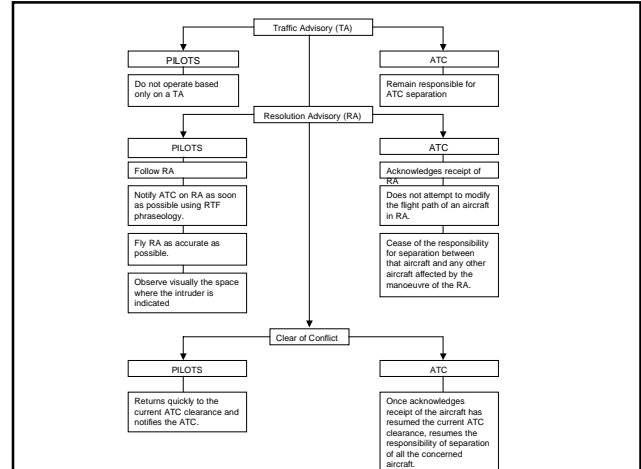 Traffic Advisory (TA)
PILOTS
ATC
Do not operate based
only on a TA
Remain responsible for
ATC separation
Resolution Advisory (RA)
PILOTS
ATC
Follow RA
Acknowledges receipt of
RA
Notify ATC on RA as soon
as possible using RTF
phraseology.
Does not attempt to modify
the flight path of an aircraft
in RA.
Fly RA as accurate as
possible.
Cease of the responsibility
for separation between
that aircraft and any other
aircraft affected by the
manoeuvre of the RA.
Observe visually the space
where the intruder is
indicated
Clear of Conflict
PILOTS
ATC
Returns quickly to the
current ATC clearance and
notifies the ATC.
Once acknowledges
receipt of the aircraft has
resumed the current ATC
clearance, resumes the
responsibility of separation
of all the concerned
aircraft.